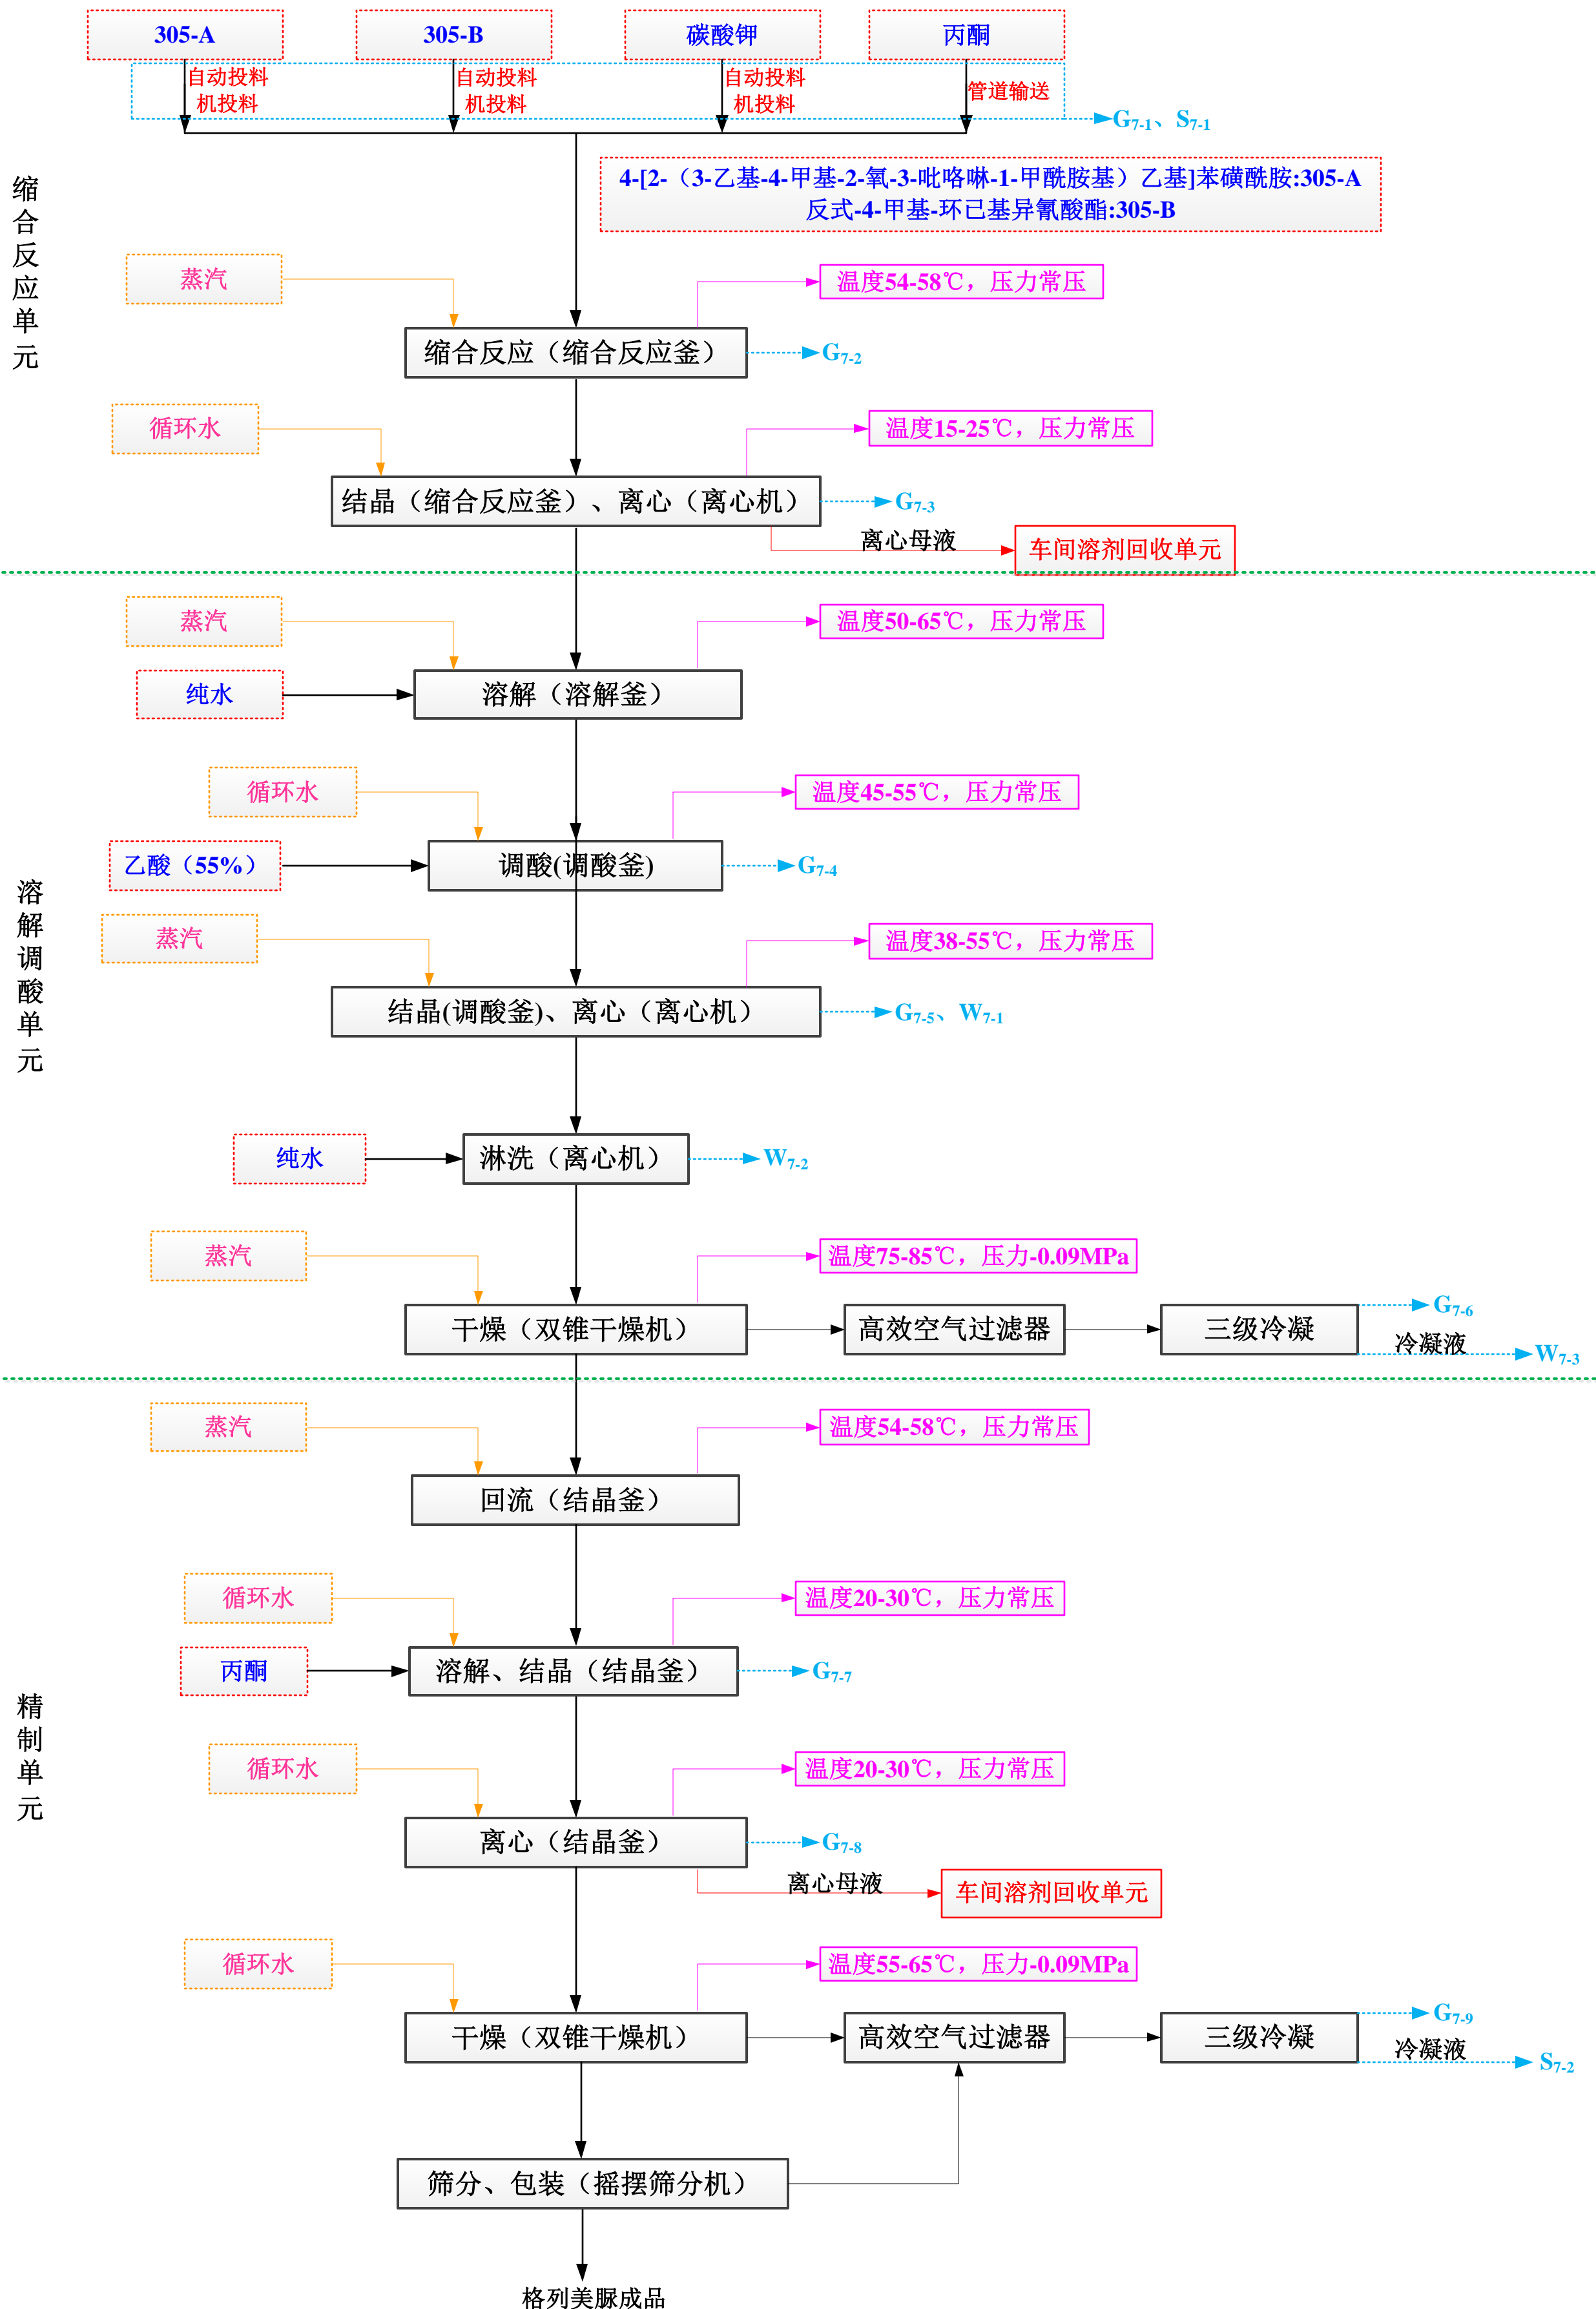 305-A
305-B
碳酸钾
丙酮
自动投料
机投料
自动投料
机投料
自动投料
机投料
管道输送
G7-1、S7-1
缩合反应单元
4-[2-（3-乙基-4-甲基-2-氧-3-吡咯啉-1-甲酰胺基）乙基]苯磺酰胺:305-A
反式-4-甲基-环已基异氰酸酯:305-B
蒸汽
温度54-58℃，压力常压
缩合反应（缩合反应釜）
G7-2
循环水
温度15-25℃，压力常压
结晶（缩合反应釜）、离心（离心机）
G7-3
离心母液
车间溶剂回收单元
溶解调酸单元
蒸汽
温度50-65℃，压力常压
纯水
溶解（溶解釜）
循环水
温度45-55℃，压力常压
乙酸（55%）
调酸(调酸釜)
G7-4
蒸汽
温度38-55℃，压力常压
结晶(调酸釜)、离心（离心机）
G7-5、W7-1
纯水
淋洗（离心机）
W7-2
蒸汽
温度75-85℃，压力-0.09MPa
干燥（双锥干燥机）
高效空气过滤器
三级冷凝
G7-6
冷凝液
W7-3
精制单元
蒸汽
温度54-58℃，压力常压
回流（结晶釜）
循环水
温度20-30℃，压力常压
丙酮
溶解、结晶（结晶釜）
G7-7
循环水
温度20-30℃，压力常压
离心（结晶釜）
G7-8
离心母液
车间溶剂回收单元
循环水
温度55-65℃，压力-0.09MPa
干燥（双锥干燥机）
高效空气过滤器
三级冷凝
G7-9
冷凝液
S7-2
筛分、包装（摇摆筛分机）
格列美脲成品